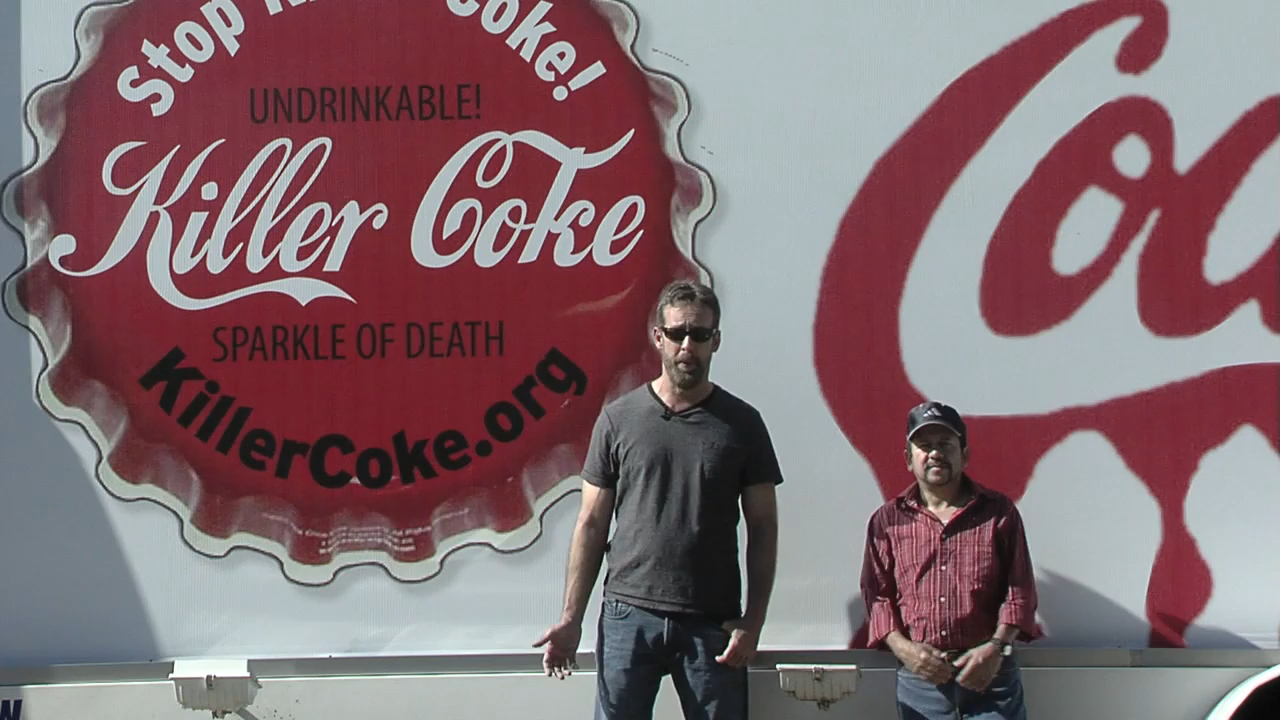 Stop Coke!
UNDRINKABLE!
Killer Coke
SPARKLE OF DEATH
KillerCoke.org